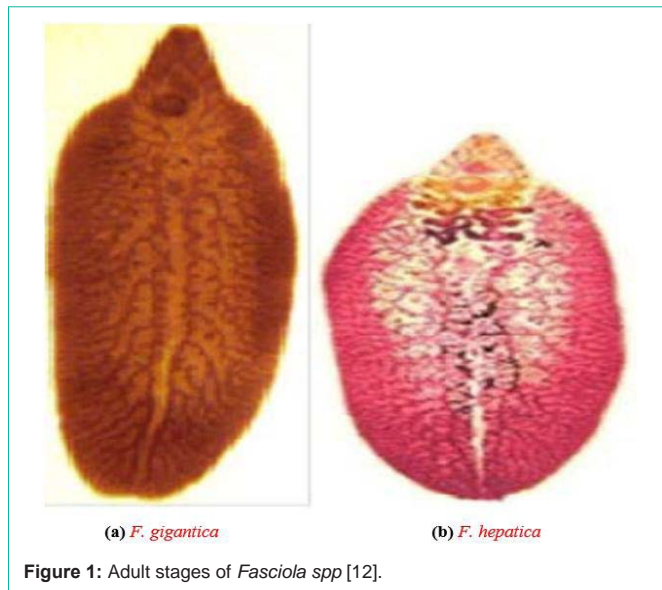 (a) F. gigantica (b) F. hepatica
Figure 1: Adult stages of Fasciola spp [12].